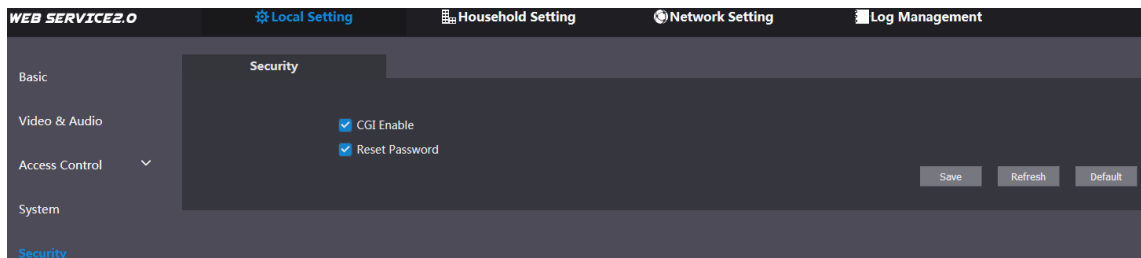 WEB SERVICE2.0
Local Setting
Household Setting
Network Setting
Log Management
Basic
Video & Audio
Access Control
System
Security
Security
CGI Enable
Reset Password
Save
Refresh
Default